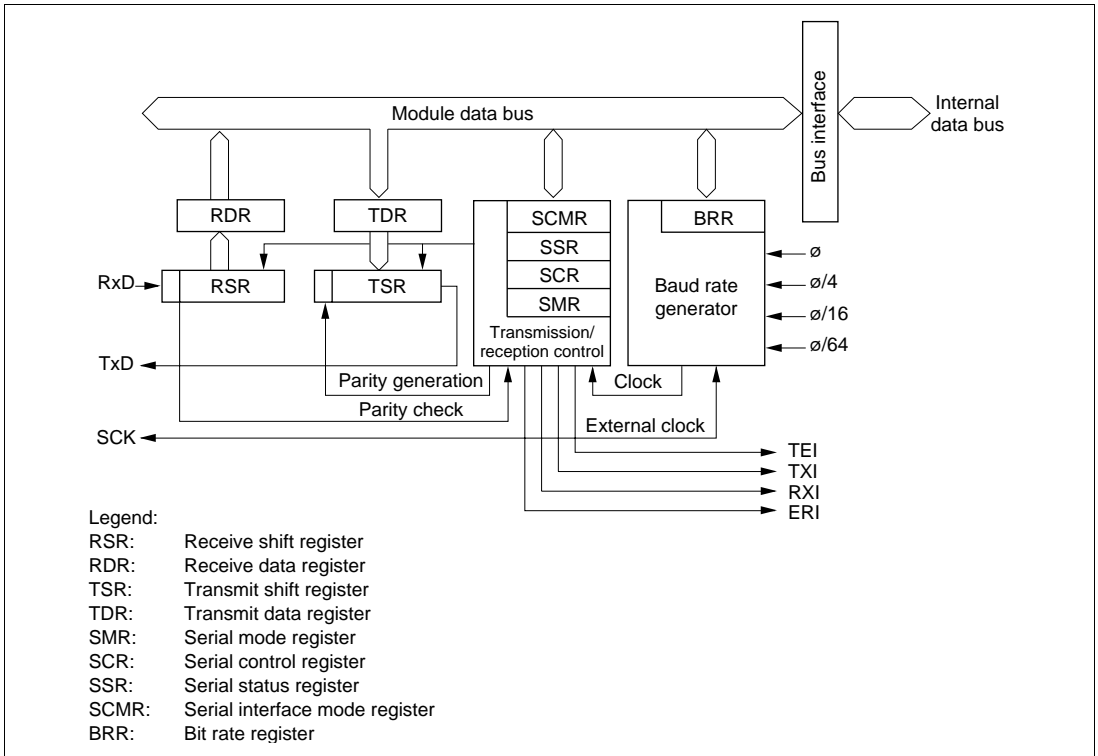 Module data bus
Bus interface
Internal
data bus
RDR
TDR
SCMR
SSR
SCR
SMR
Transmission/
reception control
BRR
Baud rate
generator
ø
ø/4
ø/16
ø/64
RxD
RSR
TSR
TxD
Parity generation
Clock
Parity check
SCK
External clock
TEI
TXI
RXI
ERI
Legend:
RSR: Receive shift register
RDR: Receive data register
TSR: Transmit shift register
TDR: Transmit data register
SMR: Serial mode register
SCR: Serial control register
SSR: Serial status register
SCMR: Serial interface mode register
BRR: Bit rate register